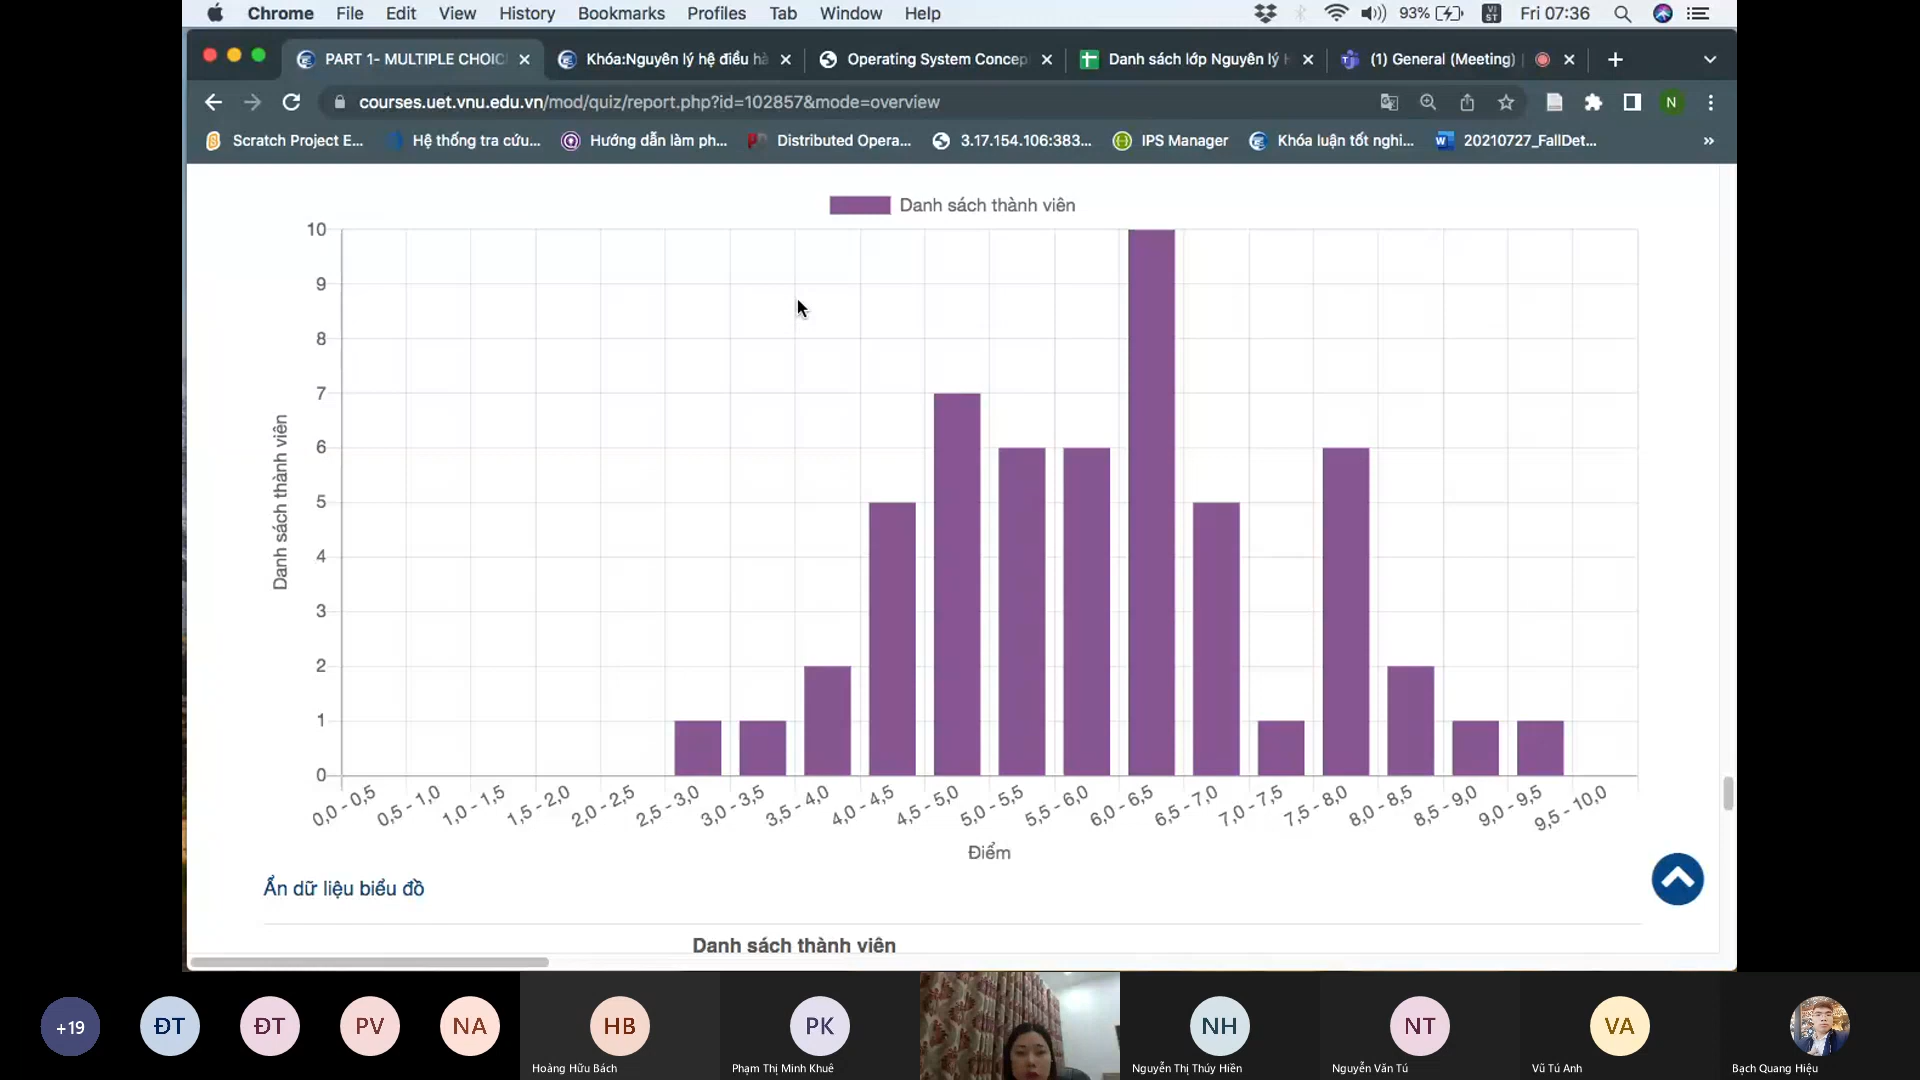 Chrome File Edit View History Bookmarks Profiles Tab Window Help 93% VI ST Fri 07:36
PART 1- MULTIPLE CHOIC Khóa:Nguyên lý hệ điều hà Operating System Concep Danh sách lớp Nguyên lý H (1) General (Meeting)
courses.uet.vnu.edu.vn/mod/quiz/report.php?id=102857&mode=overview N
Scratch Project E... Hệ thống tra cứu... Hướng dẫn làm ph... Distributed Opera... 3.17.154.106:383... IPS Manager Khóa luận tốt nghi... 20210727_FallDet... »
Danh sách thành viên
10
9
8
7
6
5
4
3
2
1
0
Danh sách thành viên
0,0 - 0,5 0,5 - 1,0 1,0 - 1,5 1,5 - 2,0 2,0 - 2,5 2,5 - 3,0 3,0 - 3,5 3,5 - 4,0 4,0 - 4,5 4,5 - 5,0 5,0 - 5,5 5,5 - 6,0 6,0 - 6,5 6,5 - 7,0 7,0 - 7,5 7,5 - 8,0 8,0 - 8,5 8,5 - 9,0 9,0 - 9,5 9,5 - 10,0
Điểm
Ẩn dữ liệu biểu đồ
Danh sách thành viên
+19 ĐT ĐT PV NA HB PK NH NT VA
Hoàng Hữu Bách Phạm Thị Minh Khuê Nguyễn Thị Thúy Hiền Nguyễn Văn Tú Vũ Tú Anh Bạch Quang Hiệu